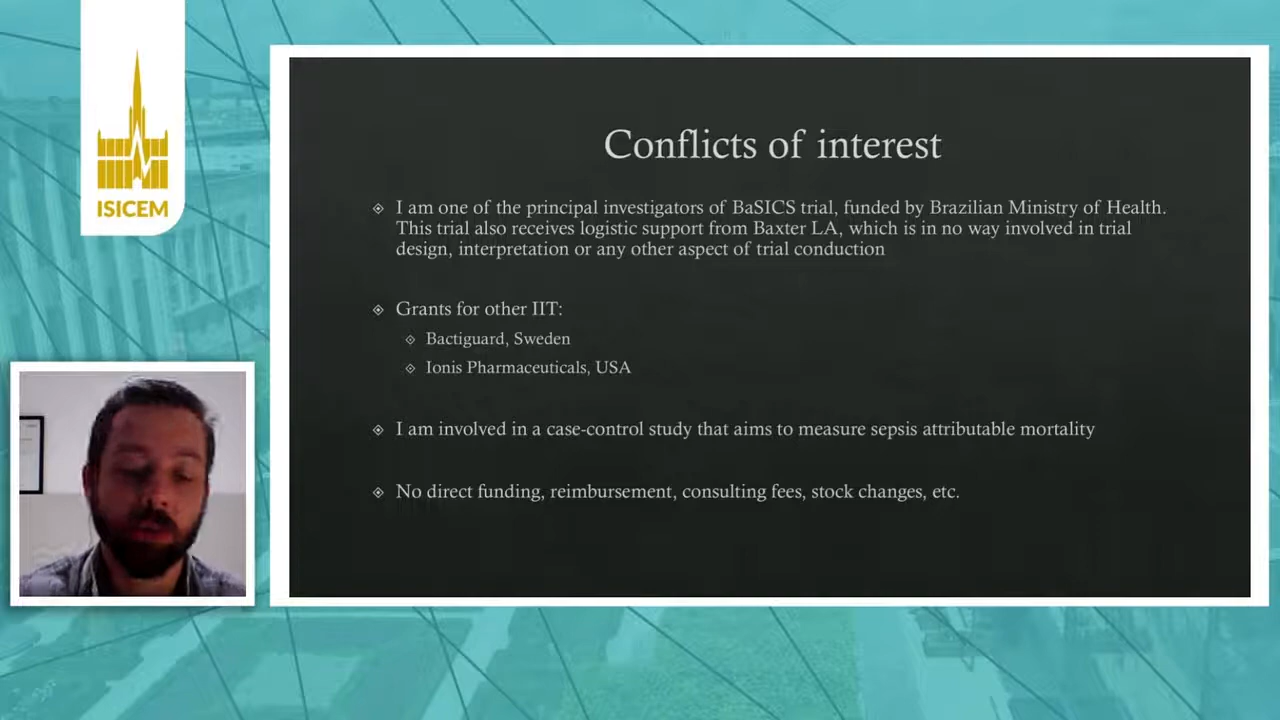 ISICEM
Conflicts of interest
I am one of the principal investigators of BaSICS trial, funded by Brazilian Ministry of Health.
This trial also receives logistic support from Baxter LA, which is in no way involved in trial
design, interpretation or any other aspect of trial conduction
Grants for other IIT:
Bactiguard, Sweden
Ionis Pharmaceuticals, USA
I am involved in a case-control study that aims to measure sepsis attributable mortality
No direct funding, reimbursement, consulting fees, stock changes, etc.